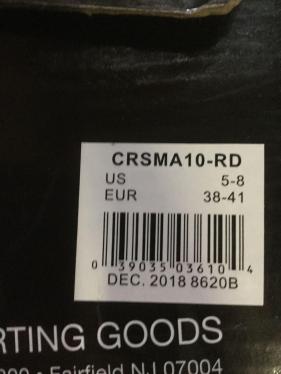 CRSMA10-RD
US 5-8
EUR 38-41
0 39035 03610 4
DEC. 2018 8620B
RTING GOODS
Fairfield NJ 07004